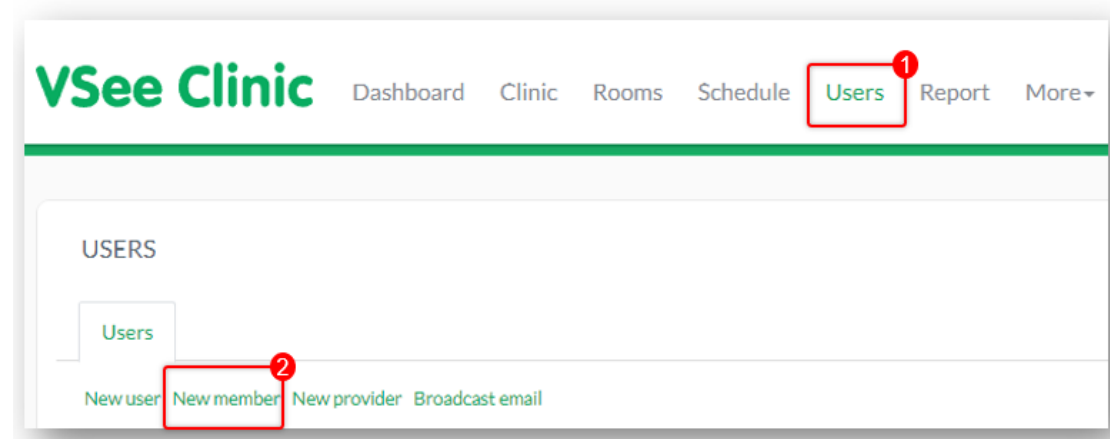 VSee Clinic Dashboard Clinic Rooms Schedule Users Report More
1
USERS
Users
2
New user New member New provider Broadcast email